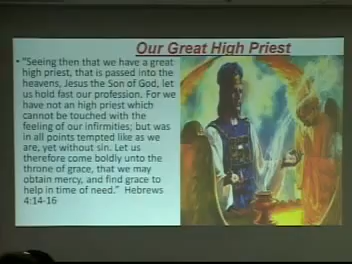 Our Great High Priest
• "Seeing then that we have a great
high priest, that is passed into the
heavens, Jesus the Son of God, let
us hold fast our profession. For we
have not an high priest which
cannot be touched with the
feeling of our infirmities; but was
in all points tempted like as we
are, yet without sin. Let us
therefore come boldly unto the
throne of grace, that we may
obtain mercy, and find grace to
help in time of need." Hebrews
4:14-16